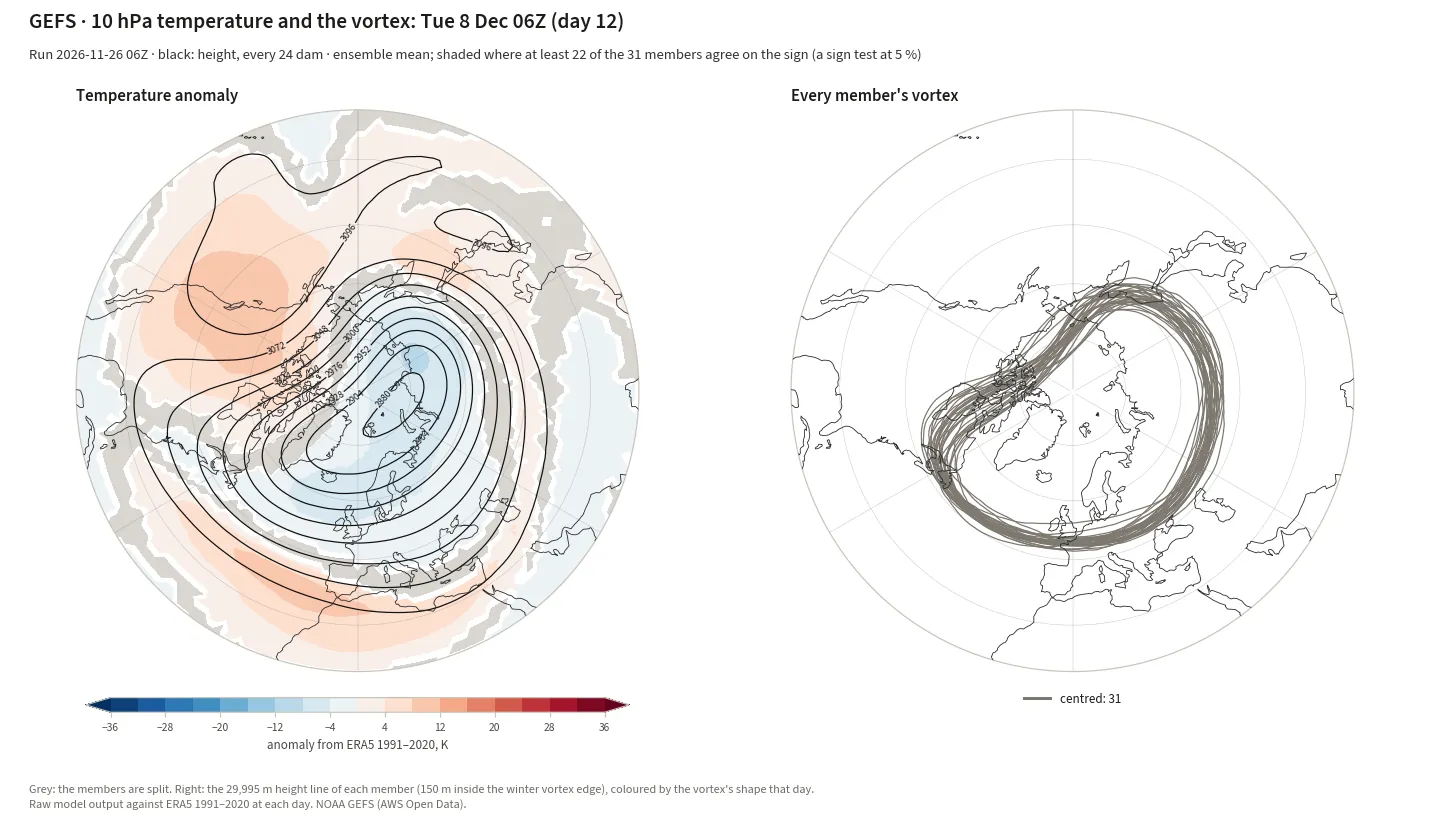 GEFS · 10 hPa temperature and the vortex: Tue 8 Dec 06Z (day 12)
Run 2026-11-26 06Z · black: height, every 24 dam · ensemble mean; shaded where at least 22 of the 31 members agree on the sign (a sign test at 5 %)
Temperature anomaly
Every member's vortex
3096
3096
3072
3048
3000
2952
2976
2928
2904
2880
centred: 31
−36 −28 −20 −12 −4 4 12 20 28 36
anomaly from ERA5 1991–2020, K
Grey: the members are split. Right: the 29,995 m height line of each member (150 m inside the winter vortex edge), coloured by the vortex's shape that day.
Raw model output against ERA5 1991–2020 at each day. NOAA GEFS (AWS Open Data).